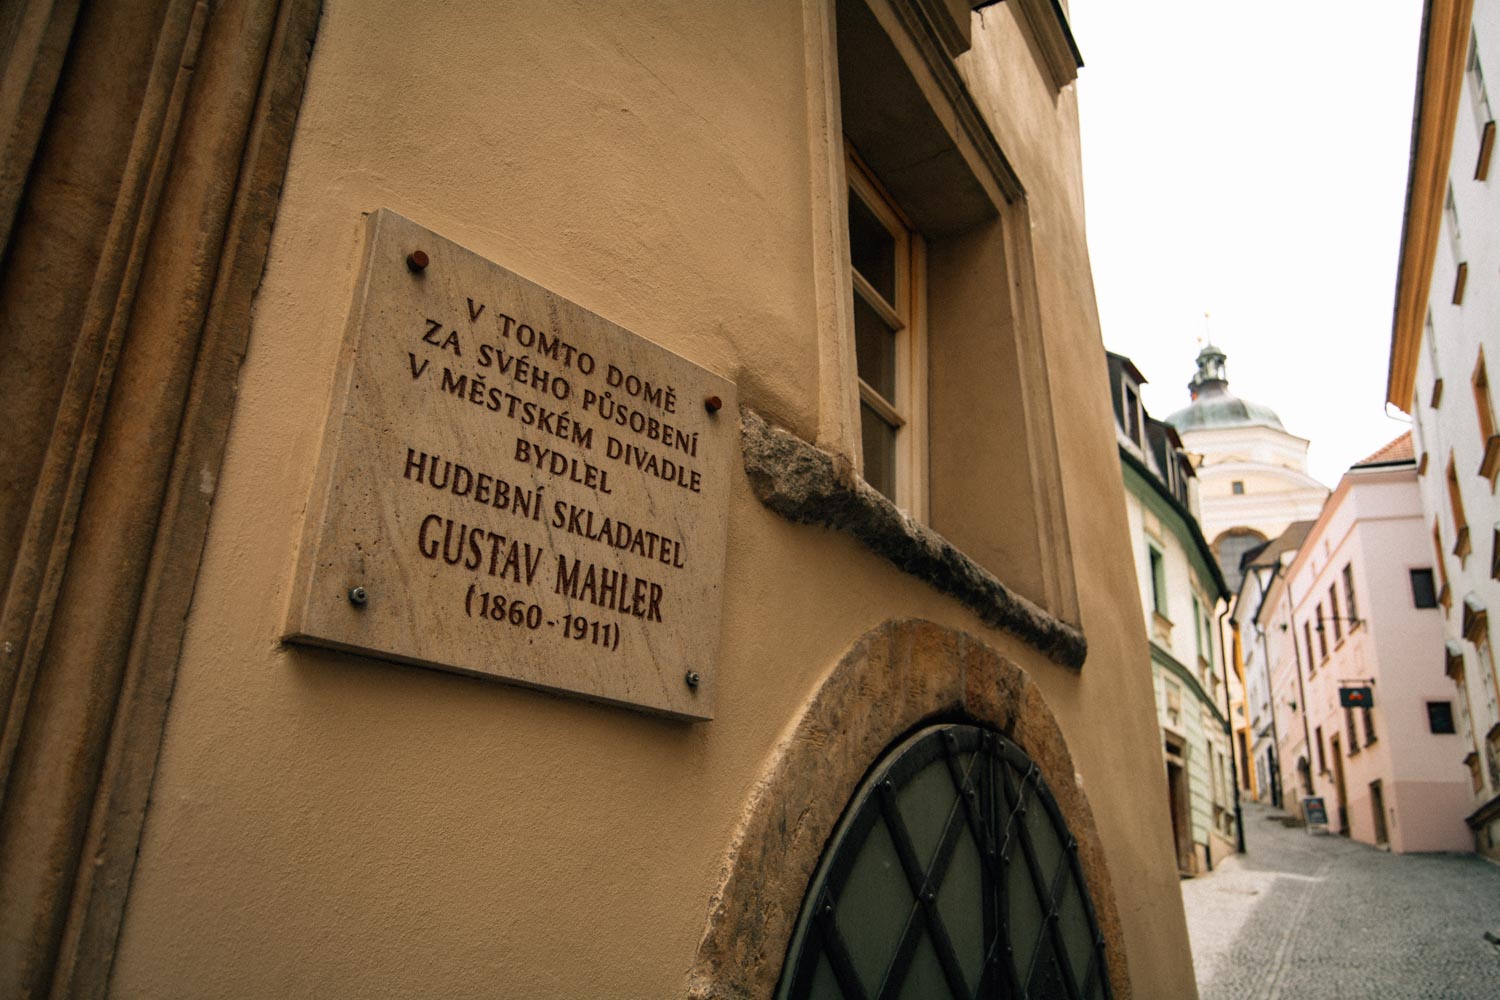 V TOMTO DOMĚ
ZA SVÉHO PŮSOBENÍ
V MĚSTSKÉM DIVADLE
BYDLEL
HUDEBNÍ SKLADATEL
GUSTAV MAHLER
(1860-1911)